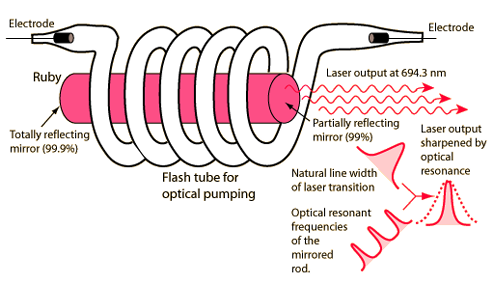 Electrode
Electrode
Ruby
Laser output at 694.3 nm
Totally reflecting
mirror (99.9%)
Partially reflecting
mirror (99%)
Flash tube for
optical pumping
Laser output
sharpened by
optical
resonance
Natural line width
of laser transition
Optical resonant
frequencies
of the
mirrored
rod.